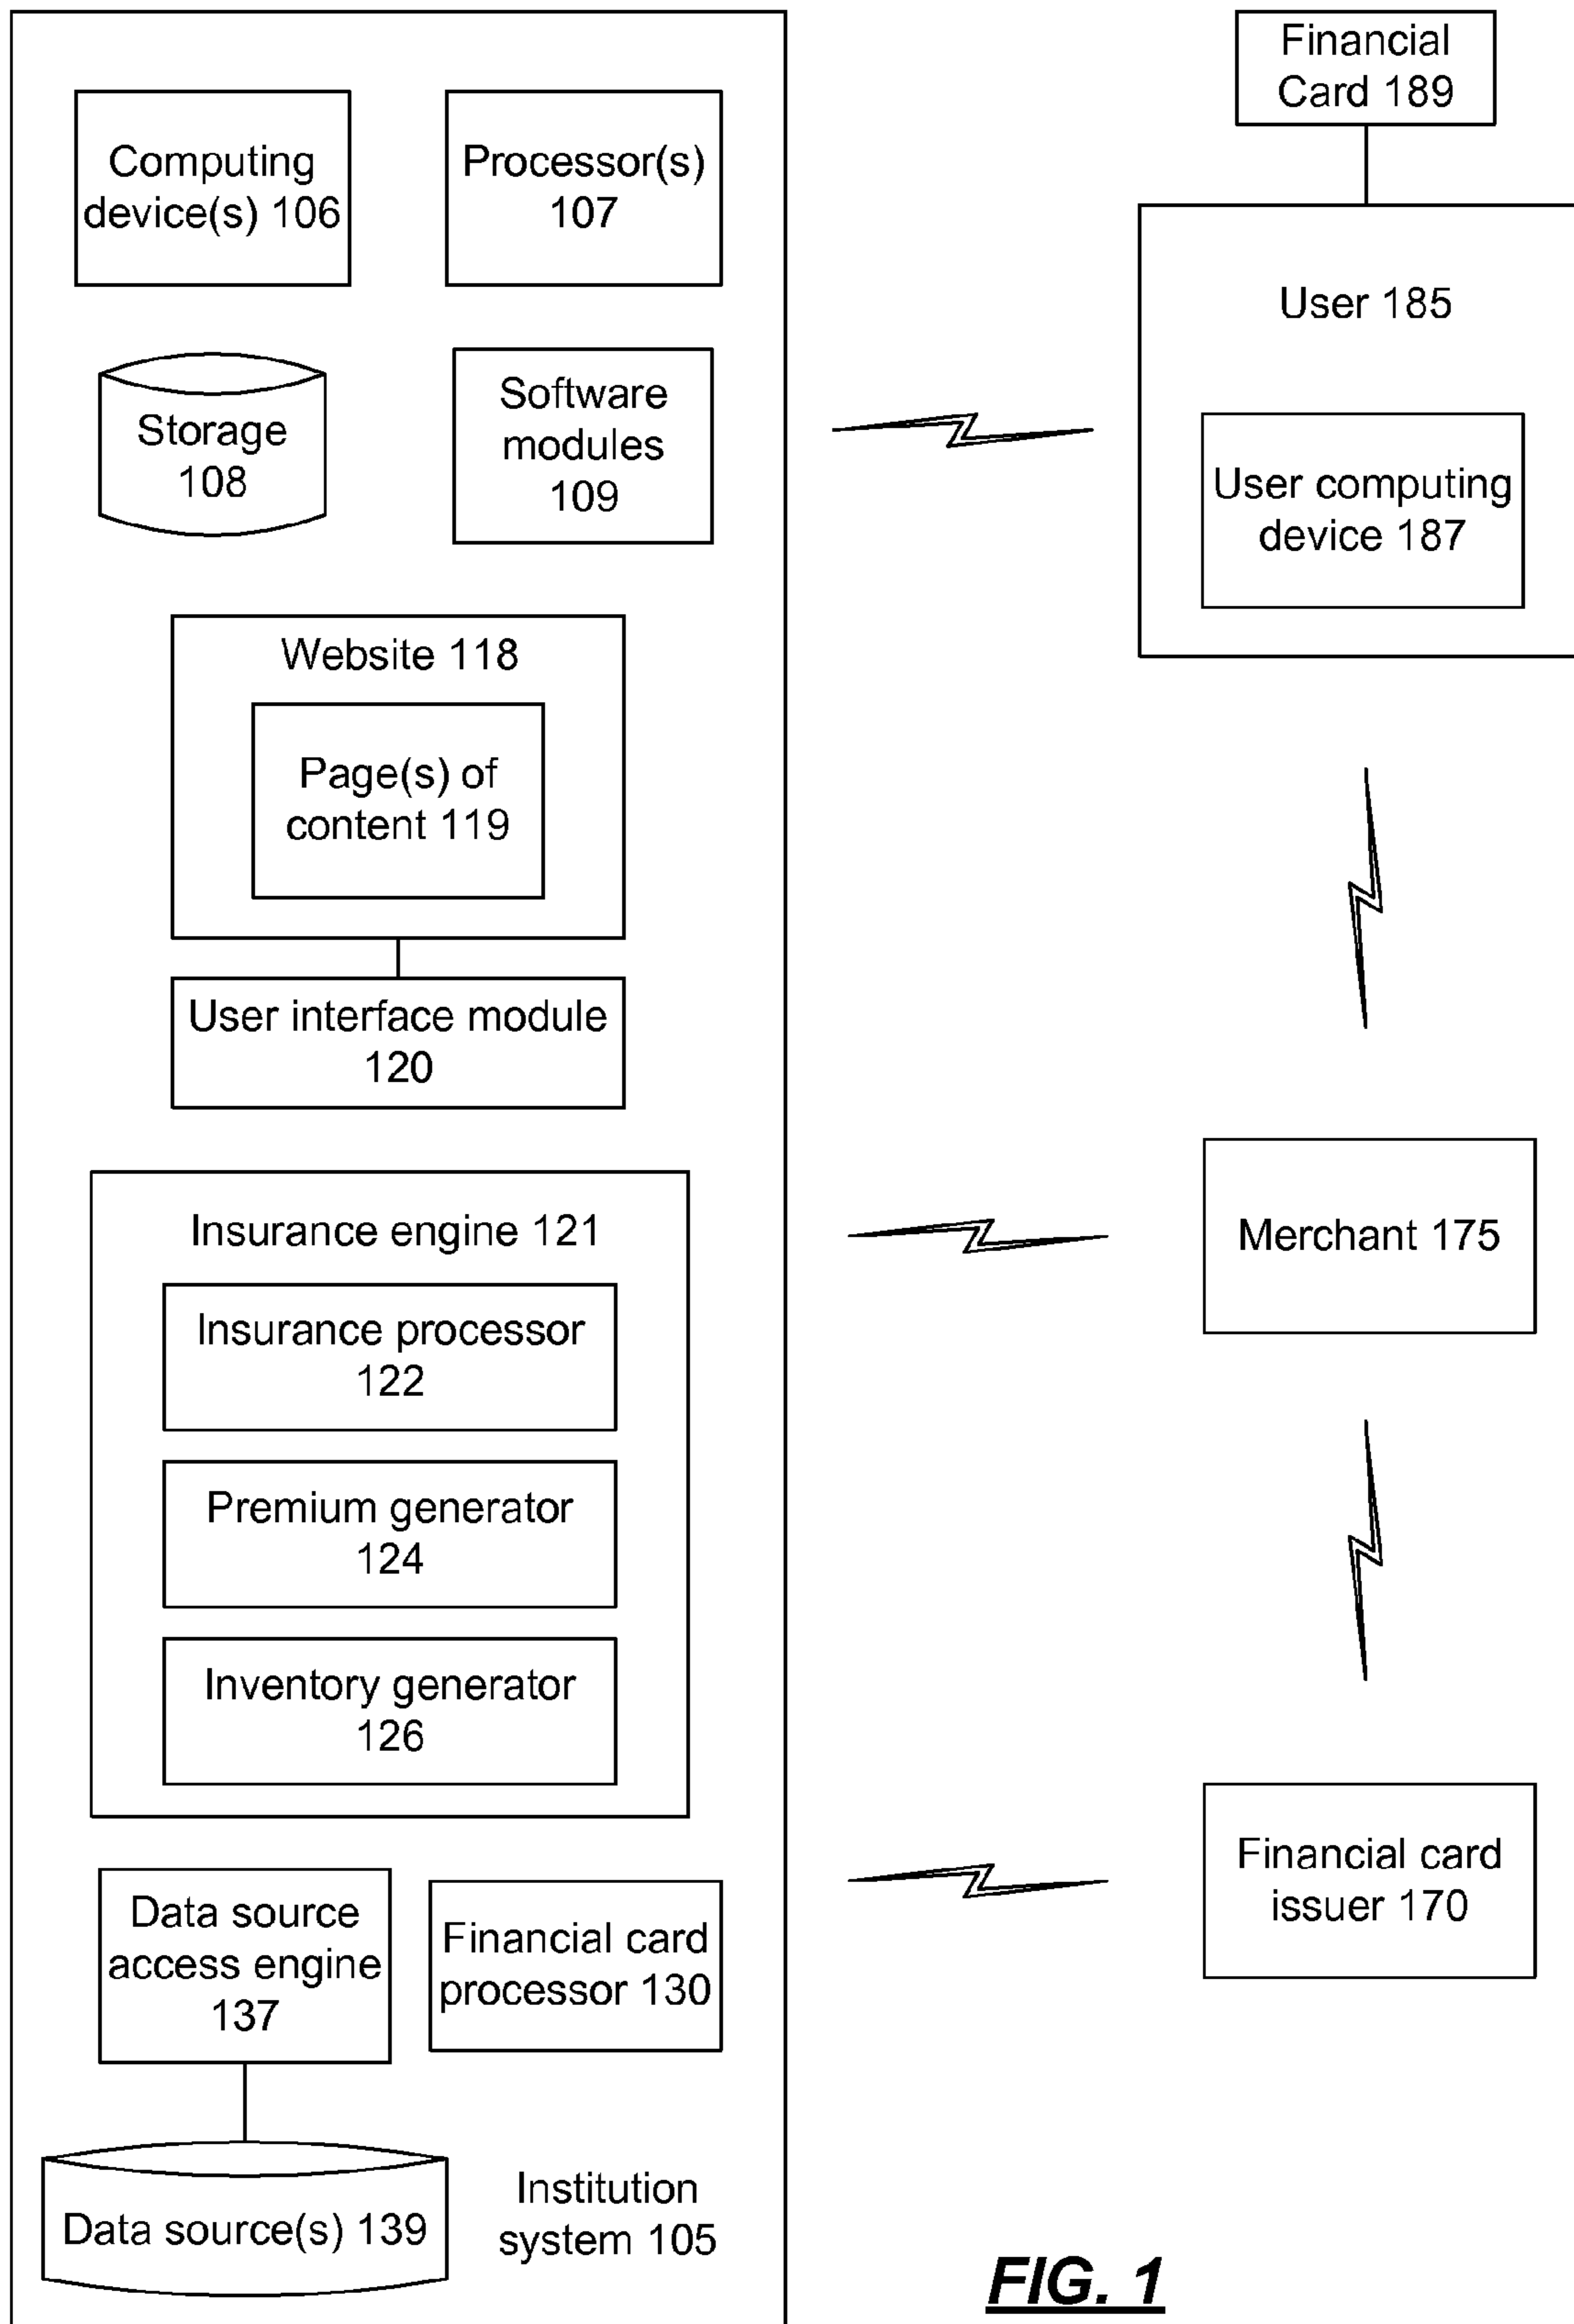 Financial
Card 189
Computing
device(s) 106
Processor(s)
107
User 185
Storage
108
Software
modules
109
User computing
device 187
Website 118
Page(s) of
content 119
User interface module
120
Insurance engine 121
Merchant 175
Insurance processor
122
Premium generator
124
Inventory generator
126
Financial card
issuer 170
Data source
access engine
137
Financial card
processor 130
Data source(s) 139
Institution
system 105
FIG. 1